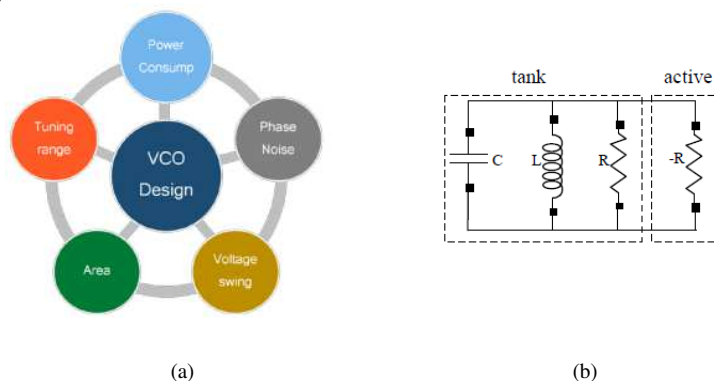 Power
Consump
Tuning
range
VCO
Design
Phase
Noise
Area
Voltage
swing
(a)
tank
active
C
L
R
-R
(b)